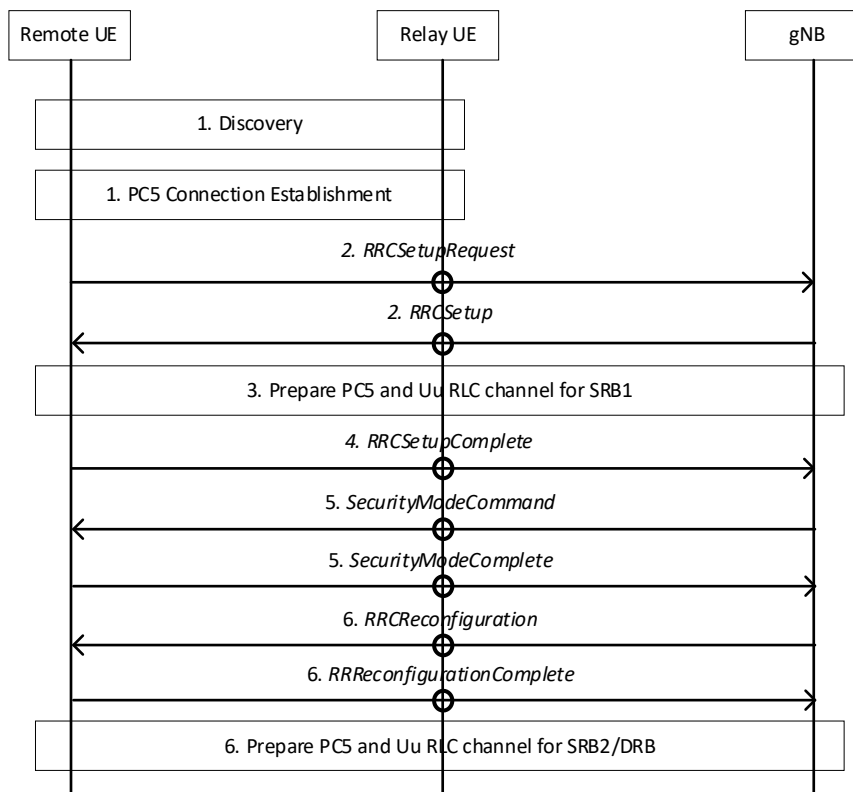 Remote UE
Relay UE
gNB
1. Discovery
1. PC5 Connection Establishment
2. RRCSetupRequest
2. RRCSetup
3. Prepare PC5 and Uu RLC channel for SRB1
4. RRCSetupComplete
5. SecurityModeCommand
5. SecurityModeComplete
6. RRCReconfiguration
6. RRReconfigurationComplete
6. Prepare PC5 and Uu RLC channel for SRB2/DRB